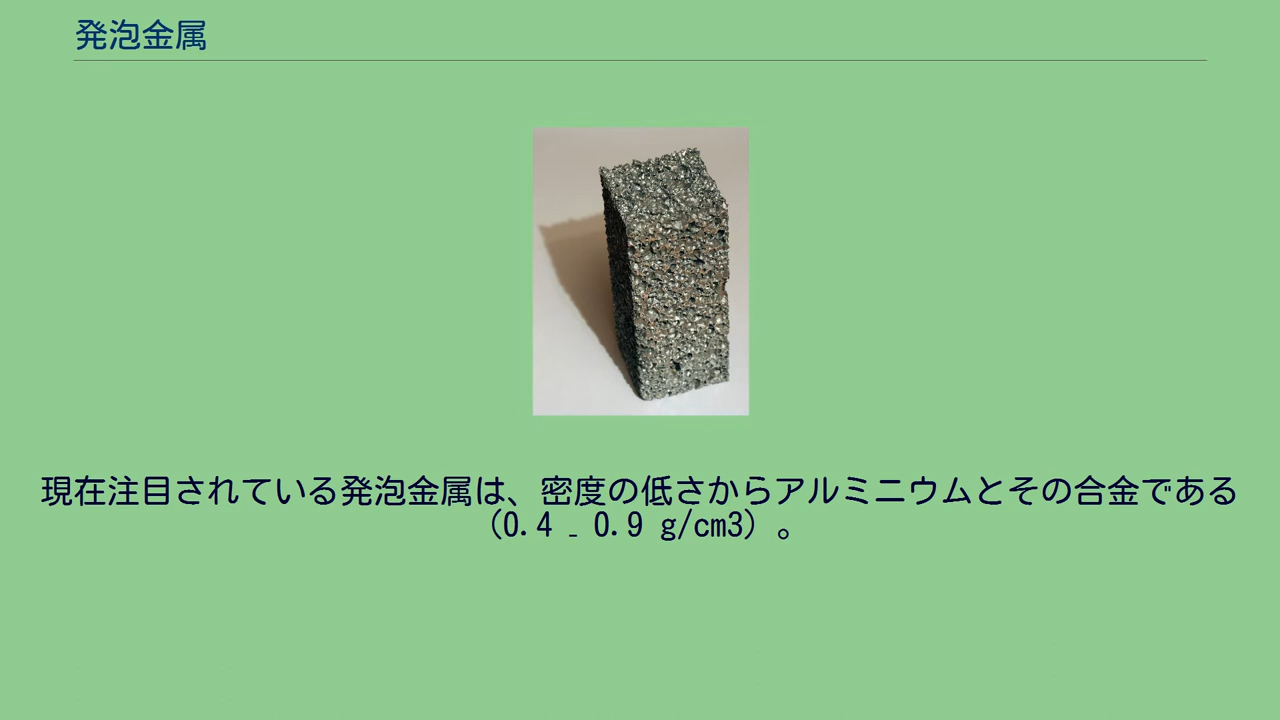 発泡金属
現在注目されている発泡金属は、密度の低さからアルミニウムとその合金である
（0.4 - 0.9 g/cm3）。